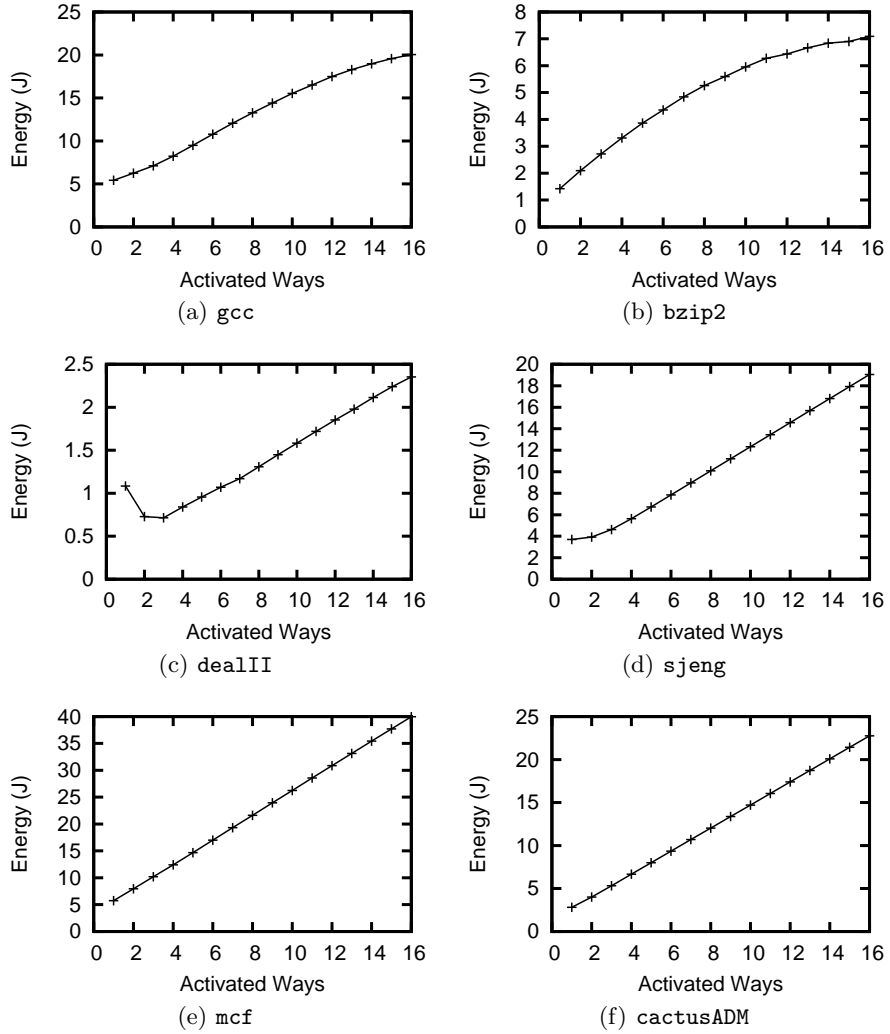 25
20
15
10
5
0
Energy (J)
0 2 4 6 8 10 12 14 16
Activated Ways
(a) gcc
8
7
6
5
4
3
2
1
0
Energy (J)
0 2 4 6 8 10 12 14 16
Activated Ways
(b) bzip2
2.5
2
1.5
1
0.5
0
Energy (J)
0 2 4 6 8 10 12 14 16
Activated Ways
(c) dealII
20
18
16
14
12
10
8
6
4
2
0
Energy (J)
0 2 4 6 8 10 12 14 16
Activated Ways
(d) sjeng
40
35
30
25
20
15
10
5
0
Energy (J)
0 2 4 6 8 10 12 14 16
Activated Ways
(e) mcf
25
20
15
10
5
0
Energy (J)
0 2 4 6 8 10 12 14 16
Activated Ways
(f) cactusADM